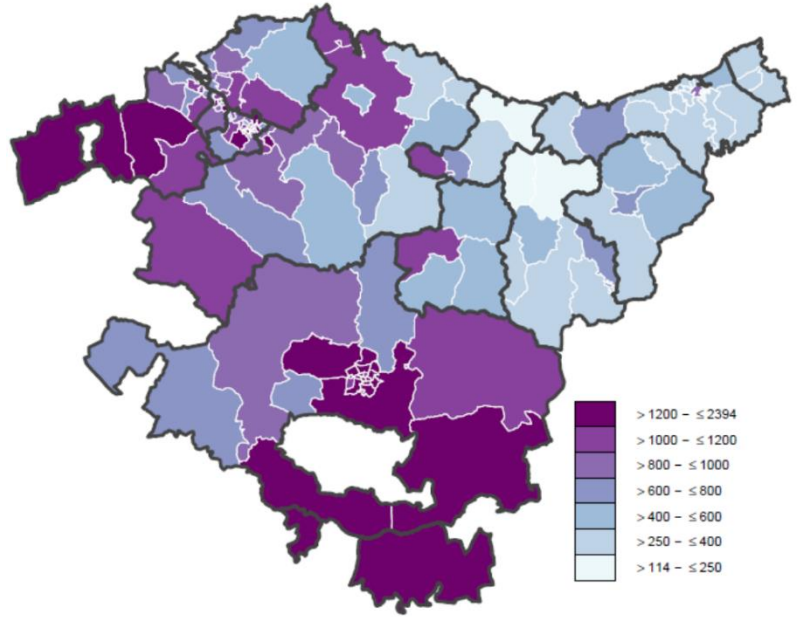 > 1200 – ≤ 2394
> 1000 – ≤ 1200
> 800 – ≤ 1000
> 600 – ≤ 800
> 400 – ≤ 600
> 250 – ≤ 400
> 114 – ≤ 250